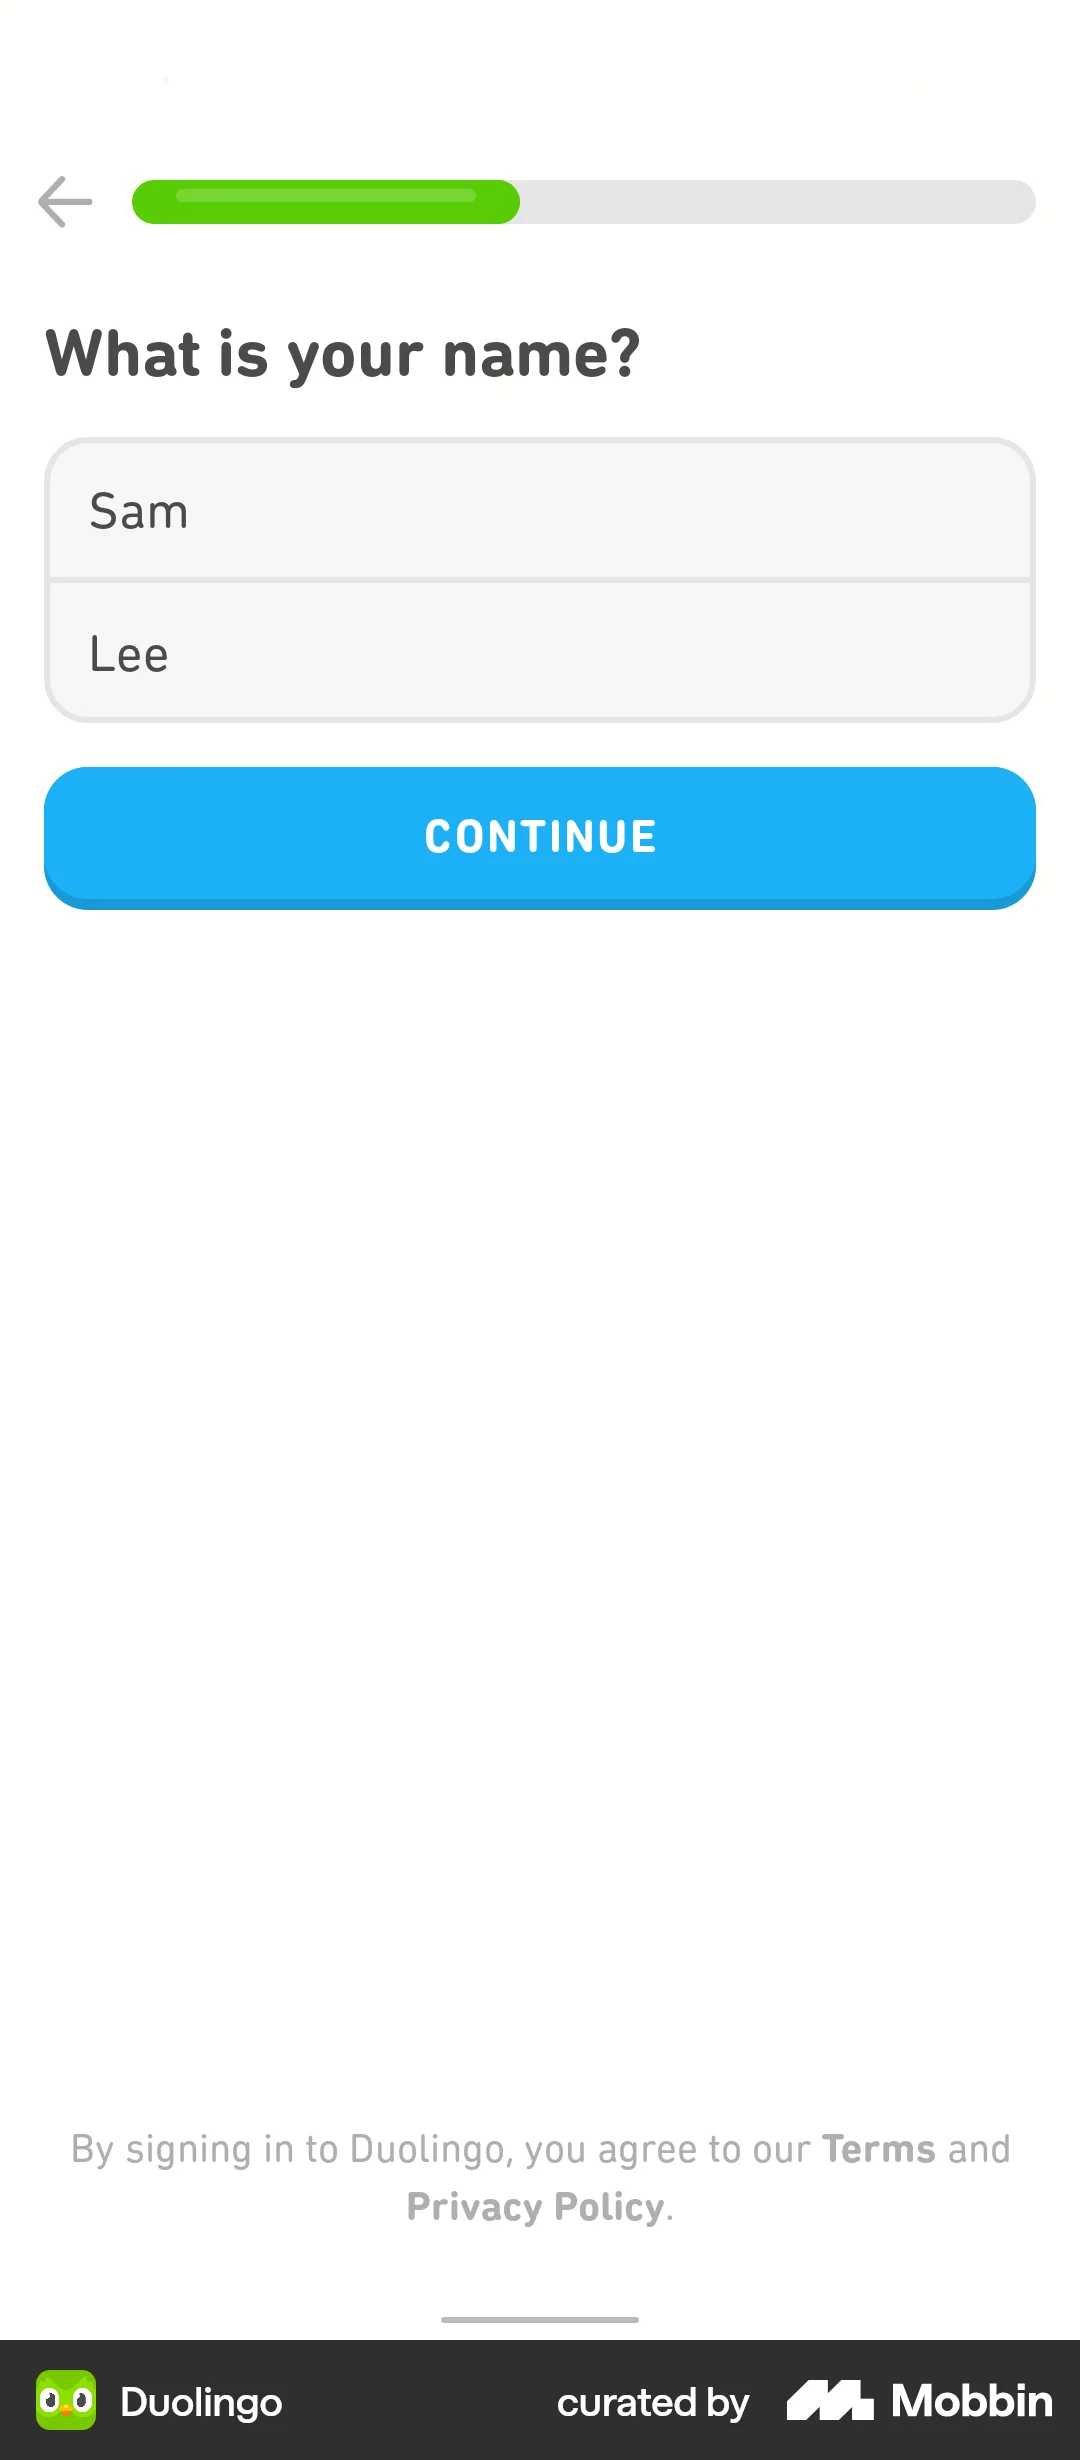 What is your name?
Sam
Lee
CONTINUE
By signing in to Duolingo, you agree to our Terms and
Privacy Policy.
Duolingo
curated by Mobbin